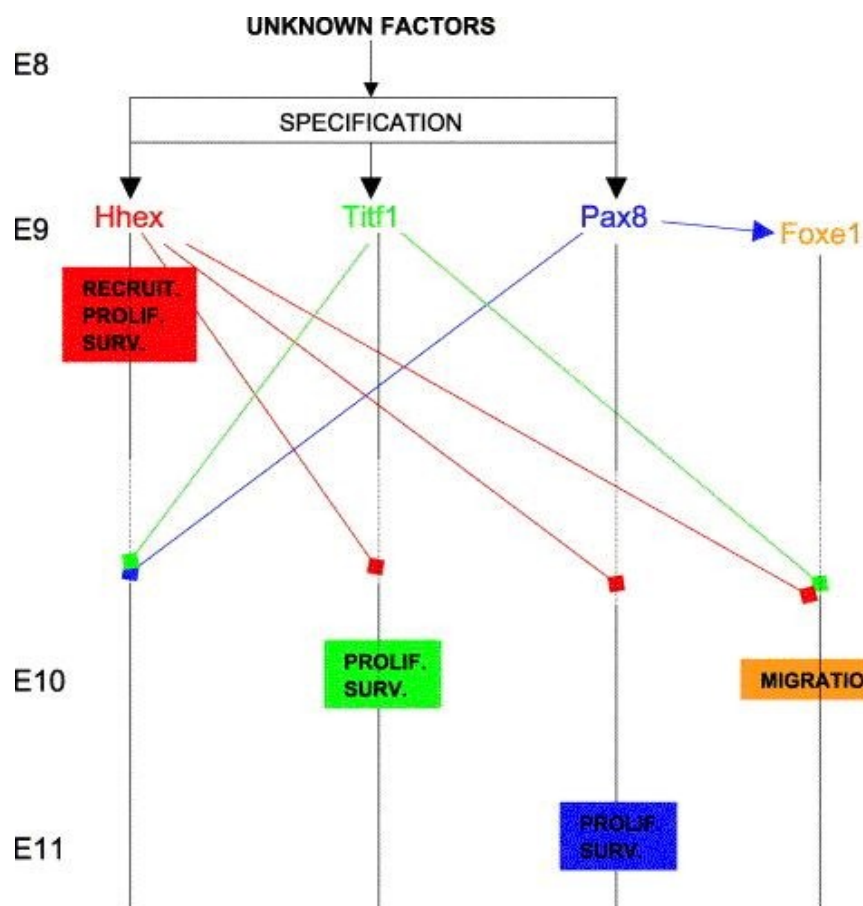 UNKNOWN FACTORS
E8
SPECIFICATION
E9
Hhex
Titf1
Pax8
Foxe1
RECRUIT.
PROLIF.
SURV.
E10
PROLIF.
SURV.
MIGRATIO
E11
PROLIF.
SURV.